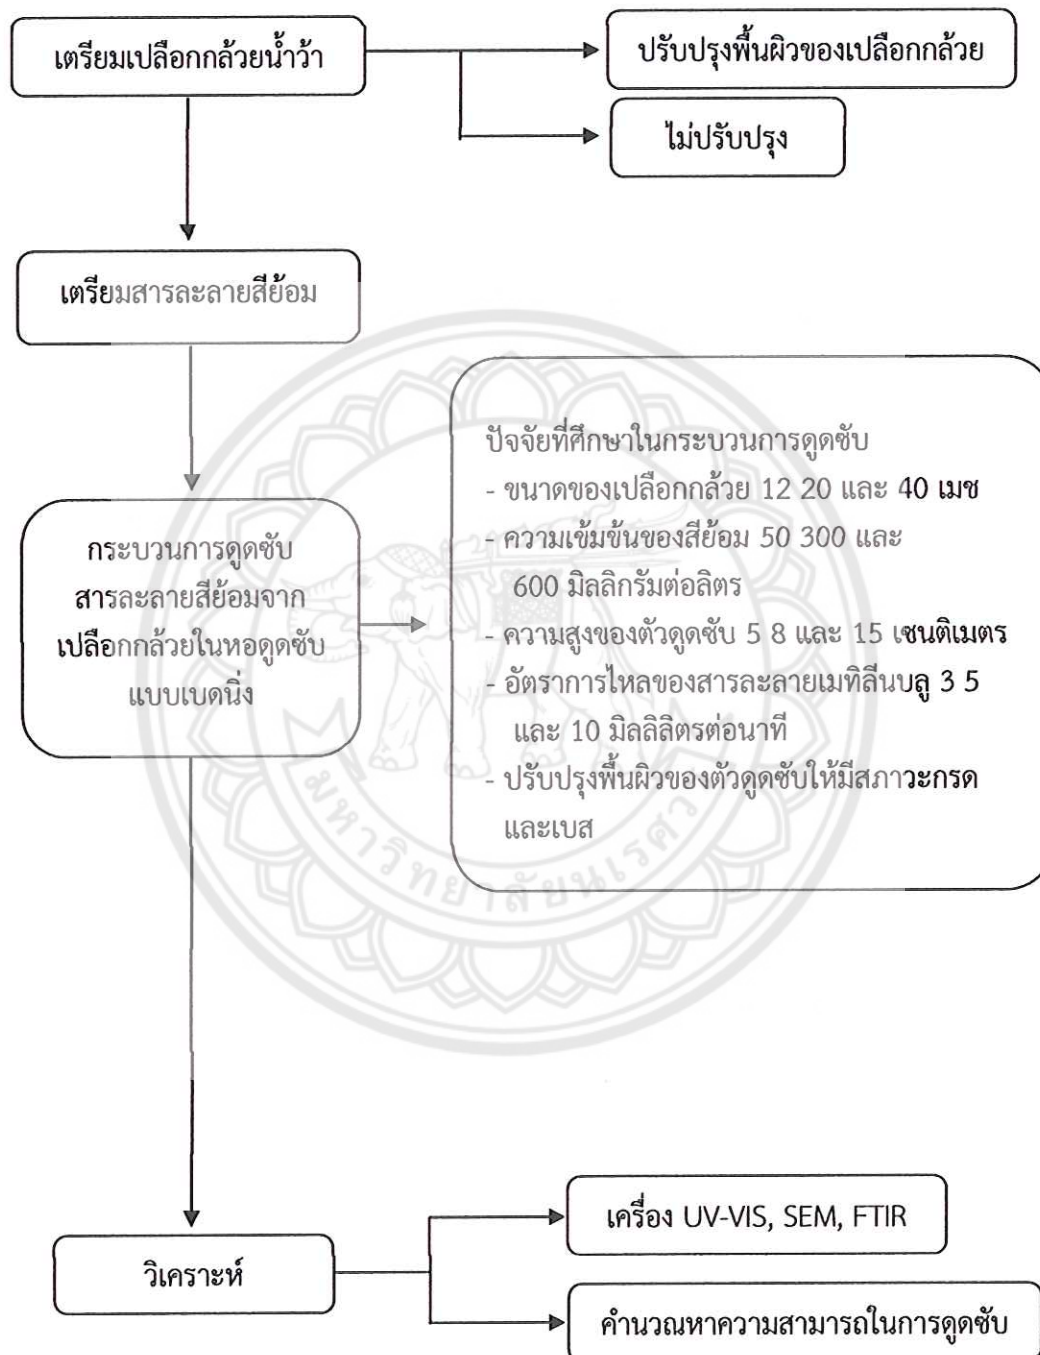 เตรียมเปลือกกล้วยน้ำว้า
ปรับปรุงพื้นผิวของเปลือกกล้วย
ไม่ปรับปรุง
เตรียมสารละลายสีย้อม
กระบวนการดูดซับ
สารละลายสีย้อมจาก
เปลือกกล้วยในหอดูดซับ
แบบเบดนิ่ง
ปัจจัยที่ศึกษาในกระบวนการดูดซับ
- ขนาดของเปลือกกล้วย 12 20 และ 40 เมช
- ความเข้มข้นของสีย้อม 50 300 และ
600 มิลลิกรัมต่อลิตร
- ความสูงของตัวดูดซับ 5 8 และ 15 เซนติเมตร
- อัตราการไหลของสารละลายเมทิลีนบลู 3 5
และ 10 มิลลิลิตรต่อนาที
- ปรับปรุงพื้นผิวของตัวดูดซับให้มีสภาวะกรด
และเบส
มหาวิทยาลัยนเรศวร
วิเคราะห์
เครื่อง UV-VIS, SEM, FTIR
คำนวณหาความสามารถในการดูดซับ